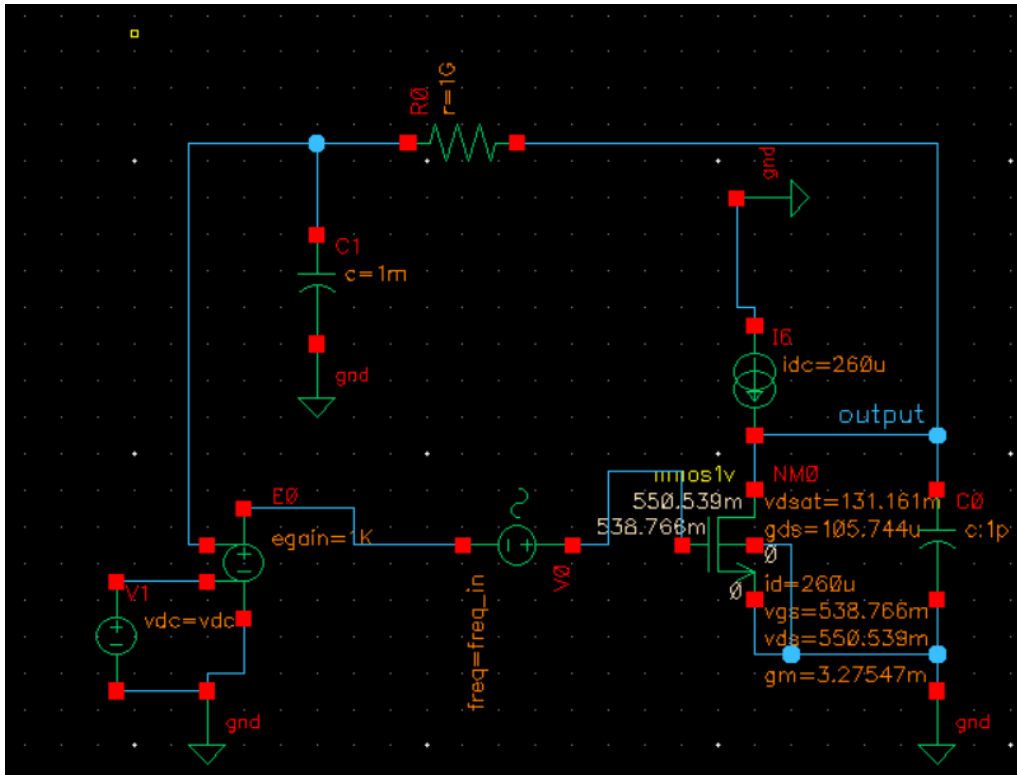 R0
r=1G
gnd
C1
c=1m
gnd
I6
idc=260u
output
E0
egain=1K
nmos1v
NM0
550.539m
vdsat=131.161m
C0
538.766m
gds=105.744u
c:1p
0
V1
vdc=vdc
V0
freq=freq_in
0
id=260u
vgs=538.766m
vds=550.539m
gm=3.27547m
gnd
gnd